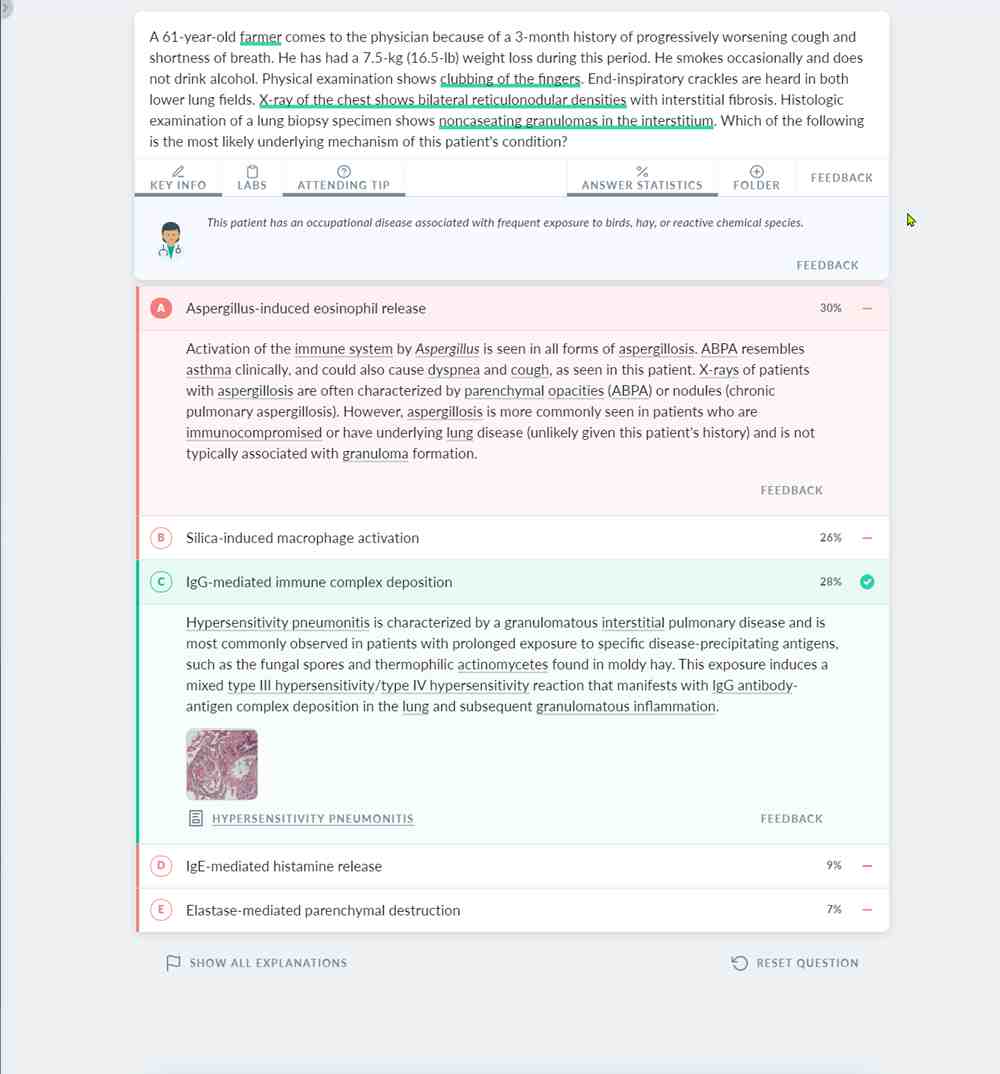 A 61-year-old farmer comes to the physician because of a 3-month history of progressively worsening cough and
shortness of breath. He has had a 7.5-kg (16.5-lb) weight loss during this period. He smokes occasionally and does
not drink alcohol. Physical examination shows clubbing of the fingers. End-inspiratory crackles are heard in both
lower lung fields. X-ray of the chest shows bilateral reticulonodular densities with interstitial fibrosis. Histologic
examination of a lung biopsy specimen shows noncaseating granulomas in the interstitium. Which of the following
is the most likely underlying mechanism of this patient's condition?
KEY INFO
LABS
ATTENDING TIP
%
ANSWER STATISTICS
FOLDER
FEEDBACK
This patient has an occupational disease associated with frequent exposure to birds, hay, or reactive chemical species.
FEEDBACK
A Aspergillus-induced eosinophil release 30%
Activation of the immune system by Aspergillus is seen in all forms of aspergillosis. ABPA resembles
asthma clinically, and could also cause dyspnea and cough, as seen in this patient. X-rays of patients
with aspergillosis are often characterized by parenchymal opacities (ABPA) or nodules (chronic
pulmonary aspergillosis). However, aspergillosis is more commonly seen in patients who are
immunocompromised or have underlying lung disease (unlikely given this patient's history) and is not
typically associated with granuloma formation.
FEEDBACK
B Silica-induced macrophage activation 26%
C IgG-mediated immune complex deposition 28%
Hypersensitivity pneumonitis is characterized by a granulomatous interstitial pulmonary disease and is
most commonly observed in patients with prolonged exposure to specific disease-precipitating antigens,
such as the fungal spores and thermophilic actinomycetes found in moldy hay. This exposure induces a
mixed type III hypersensitivity/type IV hypersensitivity reaction that manifests with IgG antibody-
antigen complex deposition in the lung and subsequent granulomatous inflammation.
HYPERSENSITIVITY PNEUMONITIS
FEEDBACK
D IgE-mediated histamine release 9%
E Elastase-mediated parenchymal destruction 7%
SHOW ALL EXPLANATIONS
RESET QUESTION